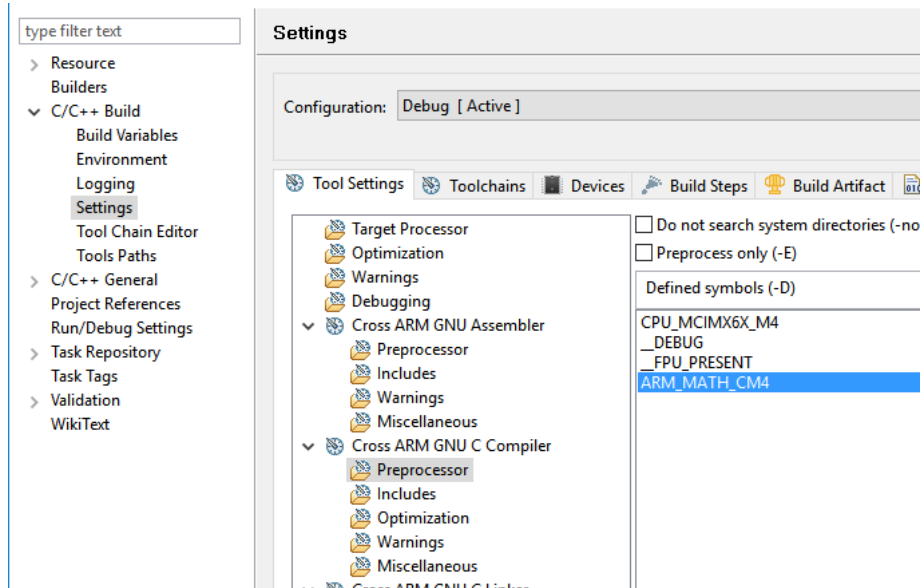 type filter text
Resource
Builders
C/C++ Build
Build Variables
Environment
Logging
Settings
Tool Chain Editor
Tools Paths
C/C++ General
Project References
Run/Debug Settings
Task Repository
Task Tags
Validation
WikiText
Settings
Configuration: Debug [ Active ]
Tool Settings Toolchains Devices Build Steps Build Artifact
Target Processor
Optimization
Warnings
Debugging
Cross ARM GNU Assembler
Preprocessor
Includes
Warnings
Miscellaneous
Cross ARM GNU C Compiler
Preprocessor
Includes
Optimization
Warnings
Miscellaneous
Cross ARM GNU C Linker
Do not search system directories (-no
Preprocess only (-E)
Defined symbols (-D)
CPU_MCIMX6X_M4
__DEBUG
__FPU_PRESENT
ARM_MATH_CM4